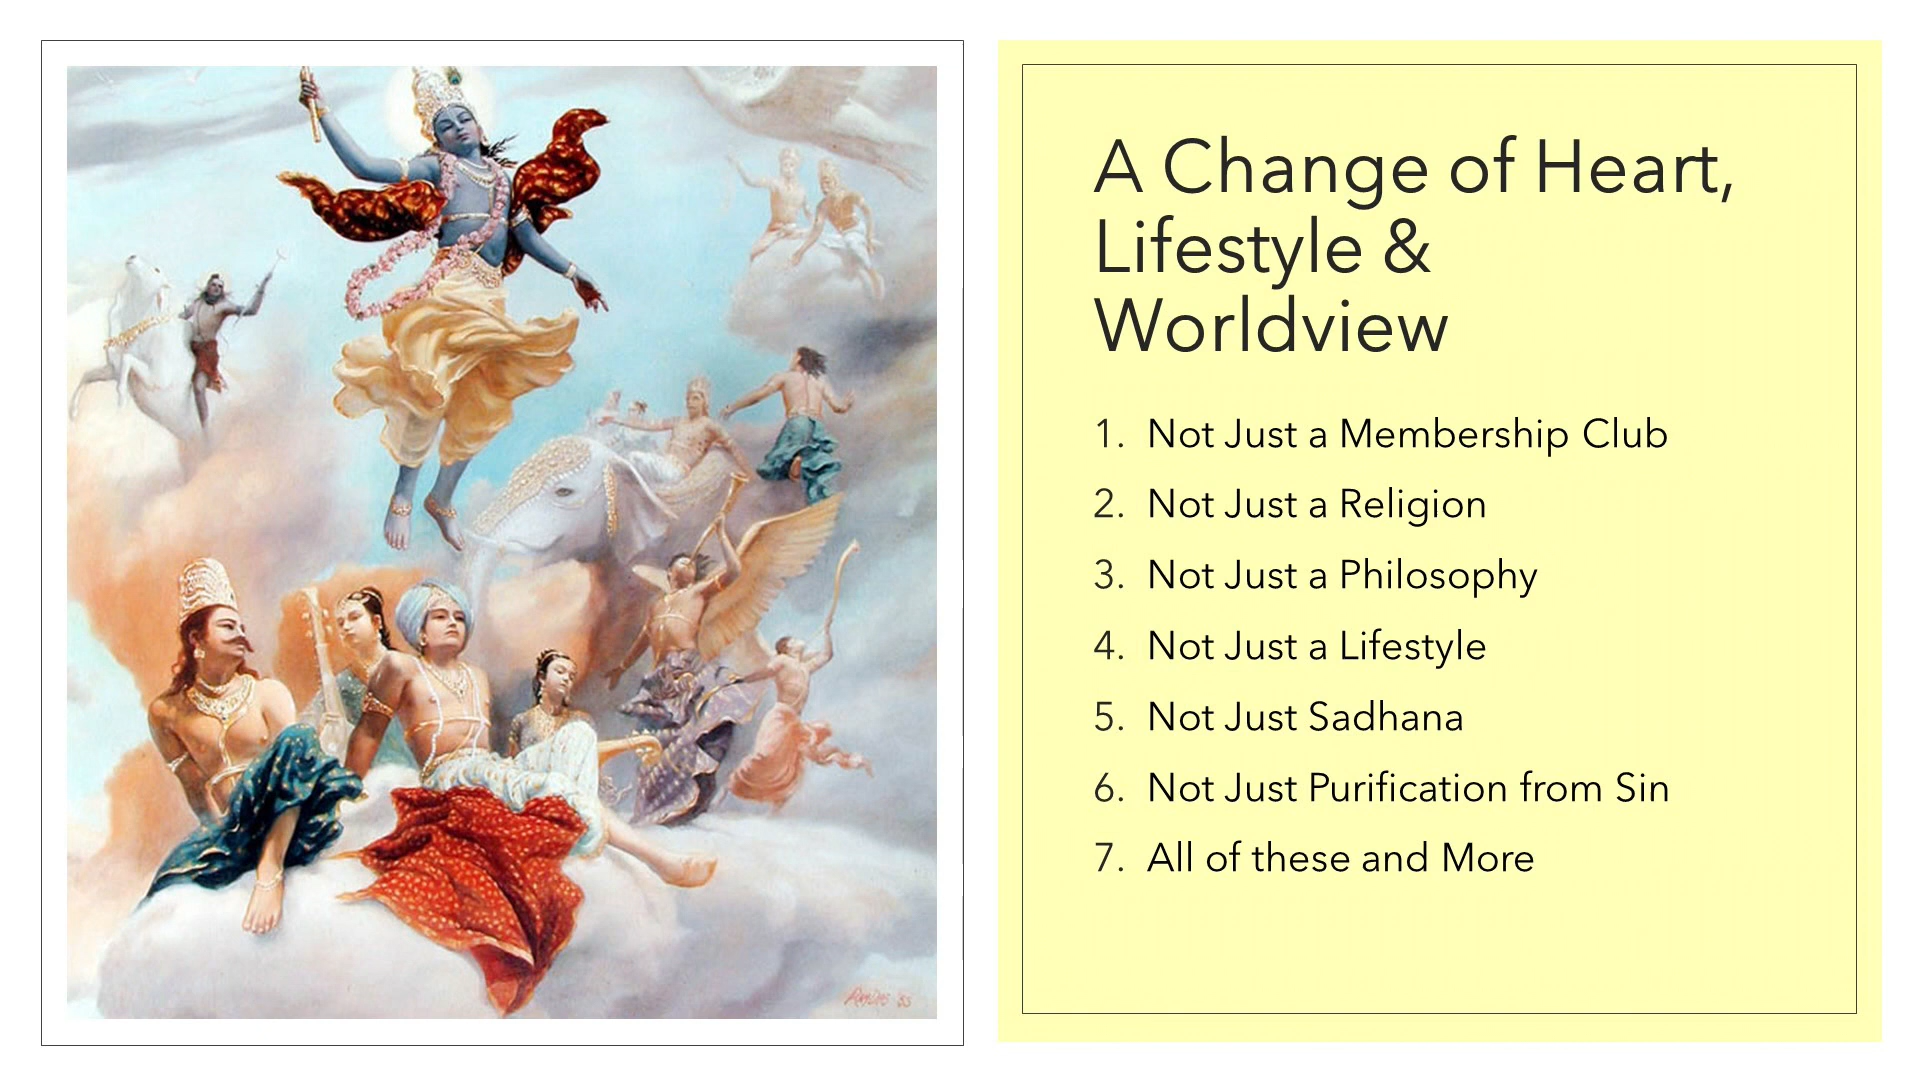 A Change of Heart,
Lifestyle &
Worldview
1. Not Just a Membership Club
2. Not Just a Religion
3. Not Just a Philosophy
4. Not Just a Lifestyle
5. Not Just Sadhana
6. Not Just Purification from Sin
7. All of these and More